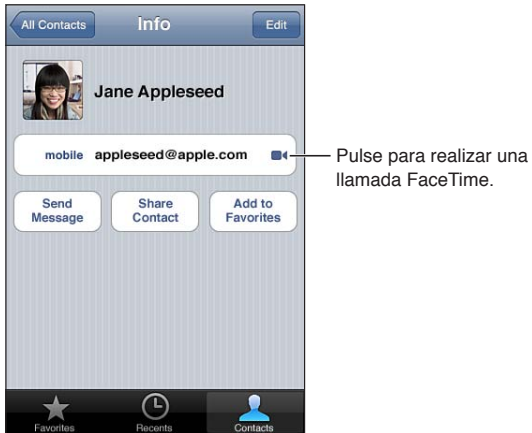 All Contacts
Info
Edit
Jane Appleseed
mobile appleseed@apple.com
Pulse para realizar una
llamada FaceTime.
Send
Message
Share
Contact
Add to
Favorites
Favorites
Recents
Contacts